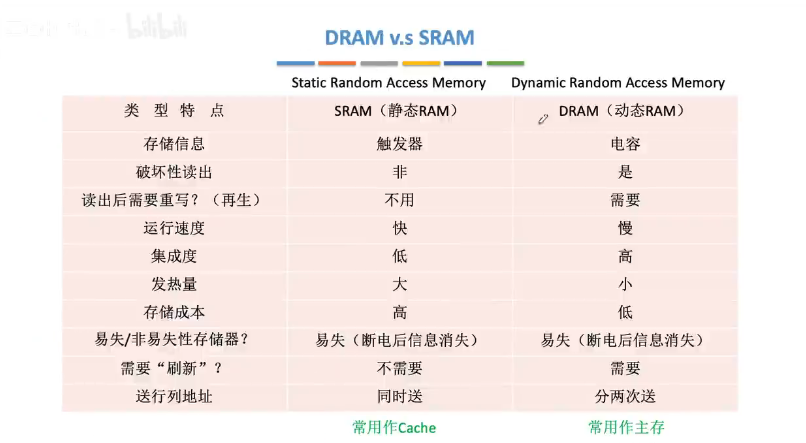 bilibili
DRAM v.s SRAM
Static Random Access Memory Dynamic Random Access Memory
类 型 特 点 SRAM（静态RAM） DRAM（动态RAM）
存储信息 触发器 电容
破坏性读出 非 是
读出后需要重写？（再生） 不用 需要
运行速度 快 慢
集成度 低 高
发热量 大 小
存储成本 高 低
易失/非易失性存储器？ 易失（断电后信息消失） 易失（断电后信息消失）
需要“刷新”？ 不需要 需要
送行列地址 同时送 分两次送
常用作Cache 常用作主存